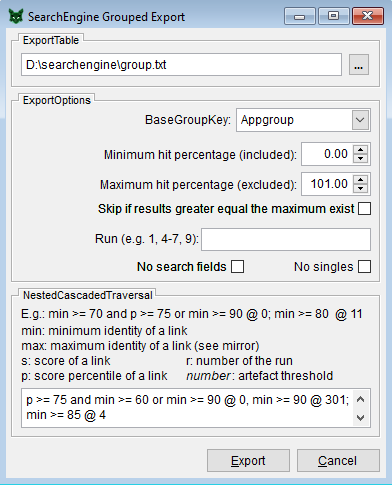 SearchEngine Grouped Export
ExportTable
D:\searchengine\group.txt
...
ExportOptions
BaseGroupKey: Appgroup
Minimum hit percentage (included): 0.00
Maximum hit percentage (excluded): 101.00
Skip if results greater equal the maximum exist
Run (e.g. 1, 4-7, 9):
No search fields No singles
NestedCascadedTraversal
E.g.: min >= 70 and p >= 75 or min >= 90 @ 0; min >= 80 @ 11
min: minimum identity of a link
max: maximum identity of a link (see mirror)
s: score of a link r: number of the run
p: score percentile of a link number: artefact threshold
p >= 75 and min >= 60 or min >= 90 @ 0, min >= 90 @ 301;
min >= 85 @ 4
Export Cancel